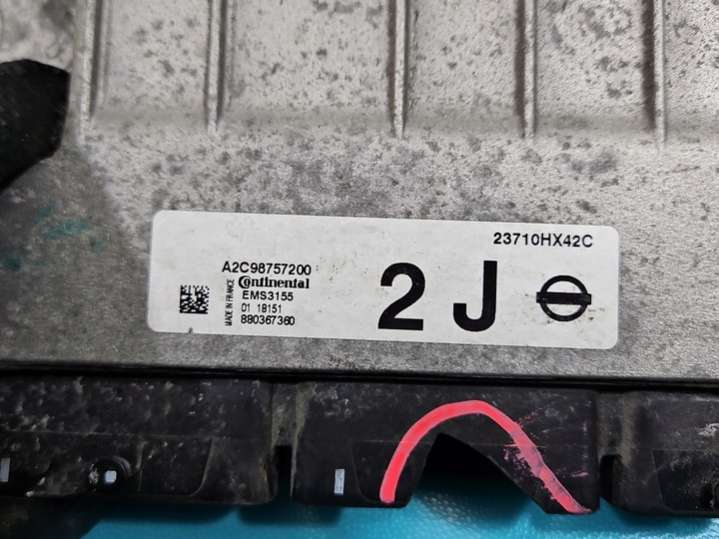 23710HX42C
A2C98757200
Continental
EMS3155
01 18151
880367360
MADE IN FRANCE
2 J